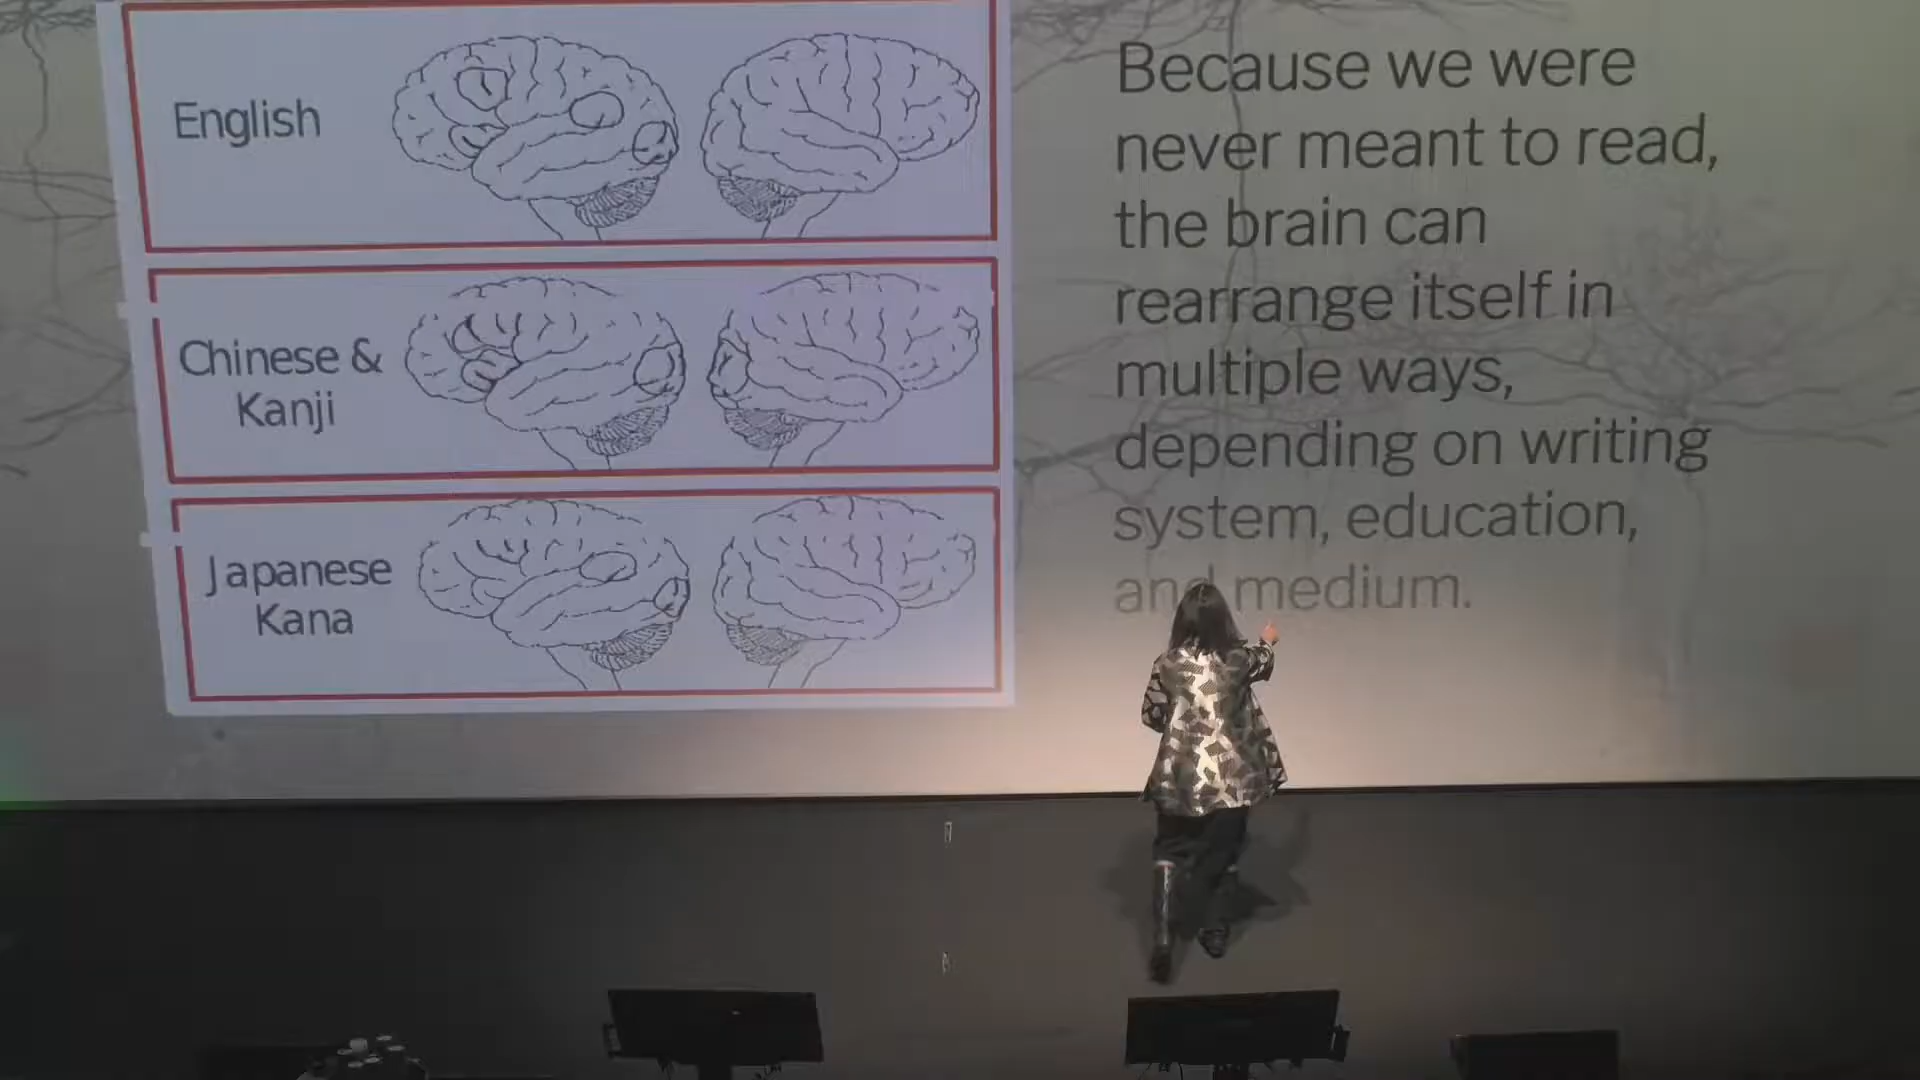 English
Chinese &
Kanji
Japanese
Kana
Because we were
never meant to read,
the brain can
rearrange itself in
multiple ways,
depending on writing
system, education,
and medium.